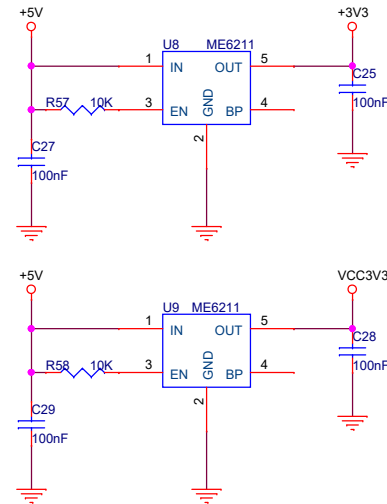 +5V +3V3
U8 ME6211
1 IN OUT 5
C25
R57 10K 3 EN GND BP 4
100nF
2
C27
100nF
+5V VCC3V3
U9 ME6211
1 IN OUT 5
C28
R58 10K 3 EN GND BP 4
100nF
2
C29
100nF